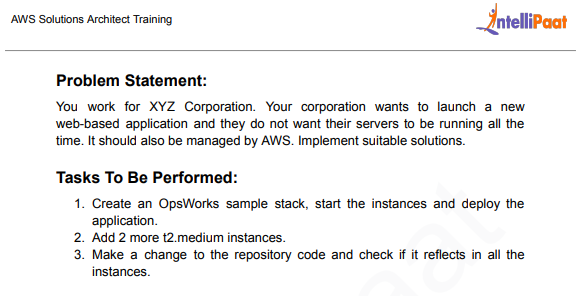 AWS Solutions Architect Training
IntelliPaat
Problem Statement:
You work for XYZ Corporation. Your corporation wants to launch a new
web-based application and they do not want their servers to be running all the
time. It should also be managed by AWS. Implement suitable solutions.
Tasks To Be Performed:
1. Create an OpsWorks sample stack, start the instances and deploy the
application.
2. Add 2 more t2.medium instances.
3. Make a change to the repository code and check if it reflects in all the
instances.